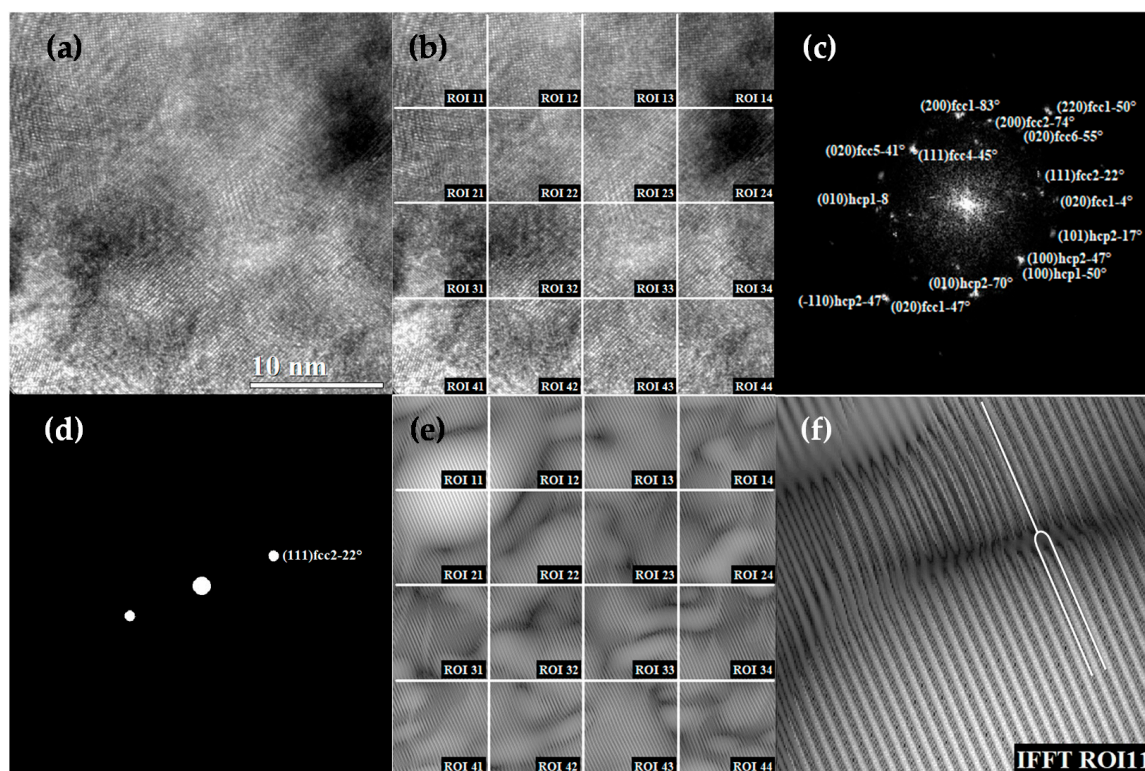 (a)
10 nm
(b)
ROI 11
ROI 12
ROI 13
ROI 14
ROI 21
ROI 22
ROI 23
ROI 24
ROI 31
ROI 32
ROI 33
ROI 34
ROI 41
ROI 42
ROI 43
ROI 44
(c)
(200)fcc1-83°
(220)fcc1-50°
(200)fcc2-74°
(020)fcc6-55°
(020)fcc5-41°
(111)fcc4-45°
(111)fcc2-22°
(010)hcp1-8
(020)fcc1-4°
(101)hcp2-17°
(100)hcp2-47°
(100)hcp1-50°
(010)hcp2-70°
(-110)hcp2-47°
(020)fcc1-47°
(d)
(111)fcc2-22°
(e)
ROI 11
ROI 12
ROI 13
ROI 14
ROI 21
ROI 22
ROI 23
ROI 24
ROI 31
ROI 32
ROI 33
ROI 34
ROI 41
ROI 42
ROI 43
ROI 44
(f)
IFFT ROI11